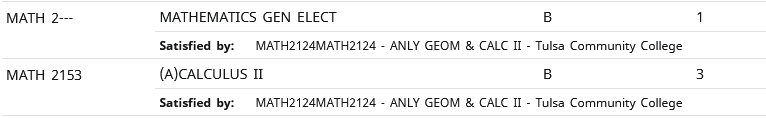 MATH 2--- MATHEMATICS GEN ELECT B 1
Satisfied by: MATH2124MATH2124 - ANLY GEOM & CALC II - Tulsa Community College
MATH 2153 (A)CALCULUS II B 3
Satisfied by: MATH2124MATH2124 - ANLY GEOM & CALC II - Tulsa Community College